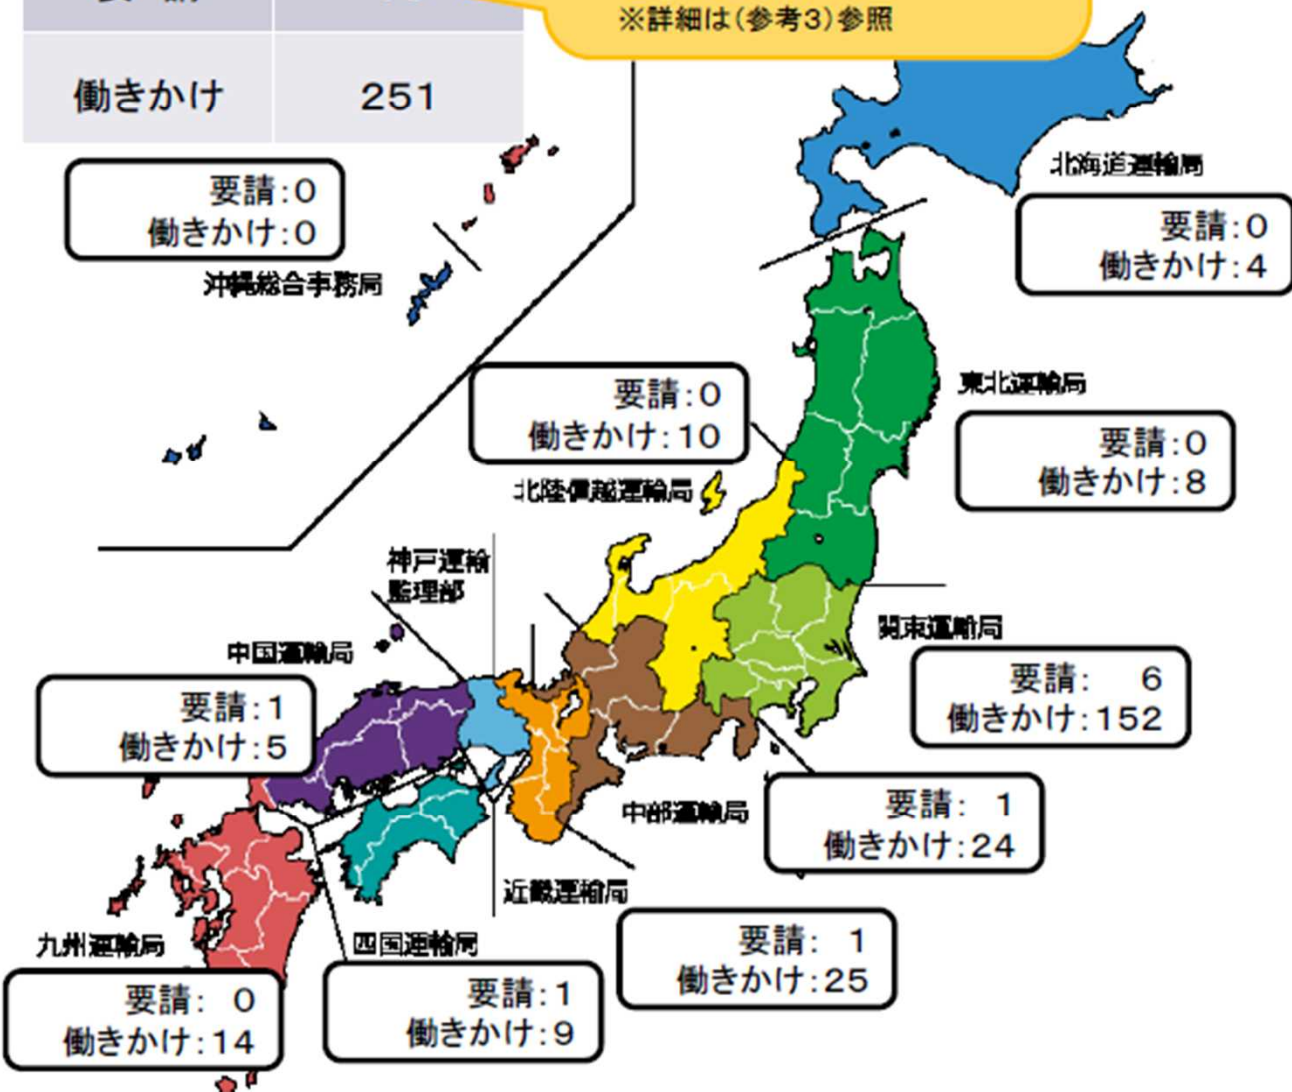 ※詳細は(参考3)参照
働きかけ 251
要請:0
働きかけ:0
沖縄総合事務局
北海道運輸局
要請:0
働きかけ:4
要請:0
働きかけ:10
北陸信越運輸局
東北運輸局
要請:0
働きかけ:8
神戸運輸
監理部
中国運輸局
要請:1
働きかけ:5
関東運輸局
要請: 6
働きかけ:152
中部運輸局
要請: 1
働きかけ:24
近畿運輸局
要請: 1
働きかけ:25
九州運輸局
要請: 0
働きかけ:14
四国運輸局
要請:1
働きかけ:9